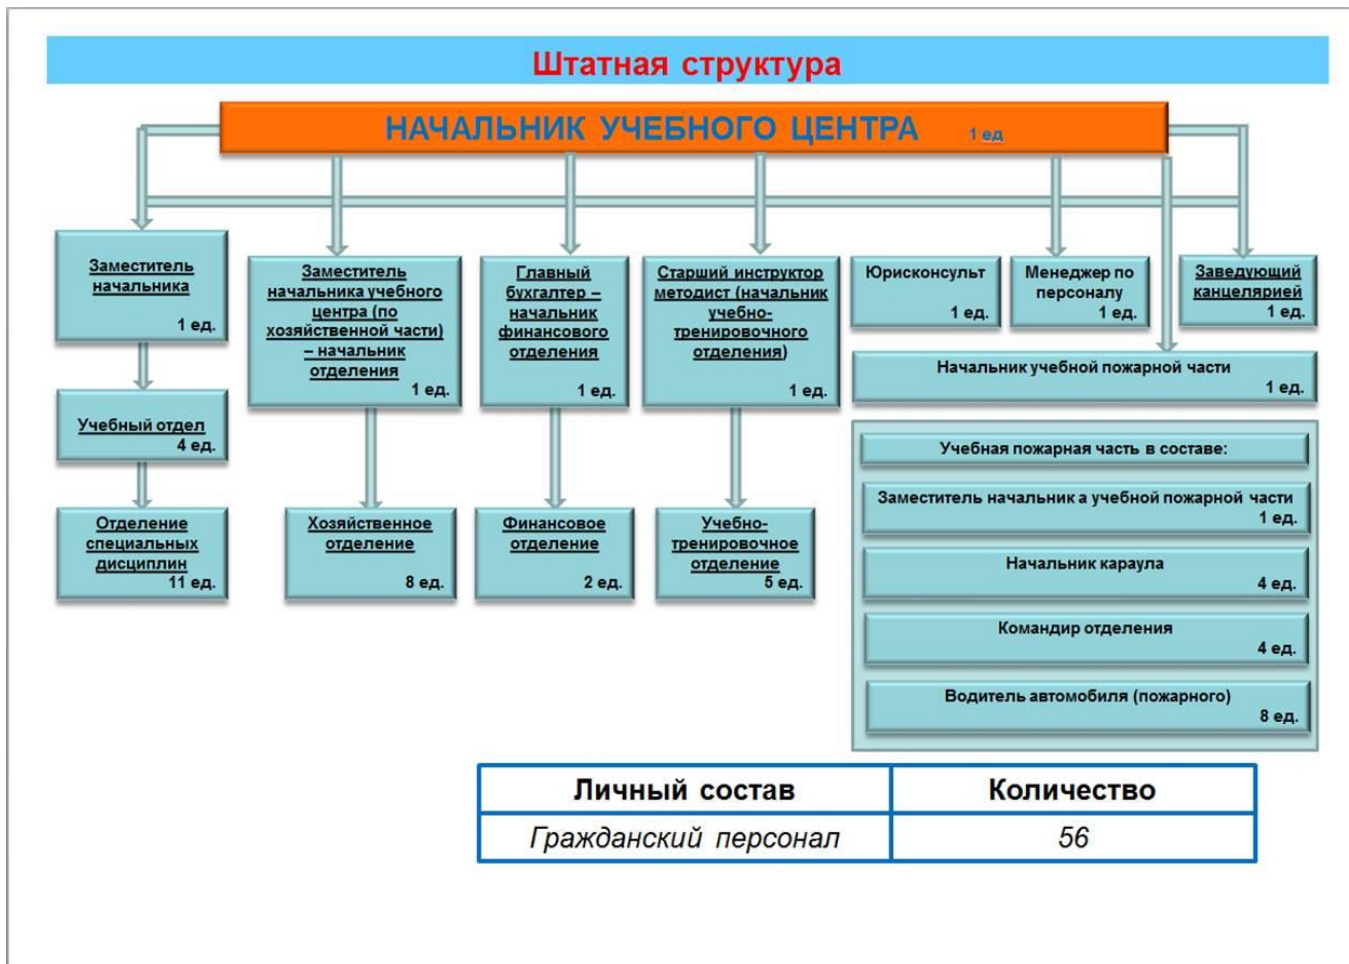 Штатная структура
НАЧАЛЬНИК УЧЕБНОГО ЦЕНТРА 1 ед
Заместитель
начальника
1 ед.
Заместитель
начальника учебного
центра (по
хозяйственной части)
– начальник
отделения
1 ед.
Главный
бухгалтер –
начальник
финансового
отделения
1 ед.
Старший инструктор
методист (начальник
учебно-
тренировочного
отделения)
1 ед.
Юрисконсульт
1 ед.
Менеджер по
персоналу
1 ед.
Заведующий
канцелярией
1 ед.
Начальник учебной пожарной части
1 ед.
Учебный отдел
4 ед.
Отделение
специальных
дисциплин
11 ед.
Хозяйственное
отделение
8 ед.
Финансовое
отделение
2 ед.
Учебно-
тренировочное
отделение
5 ед.
Учебная пожарная часть в составе:
Заместитель начальник а учебной пожарной части
1 ед.
Начальник караула
4 ед.
Командир отделения
4 ед.
Водитель автомобиля (пожарного)
8 ед.
Личный состав Количество
Гражданский персонал 56